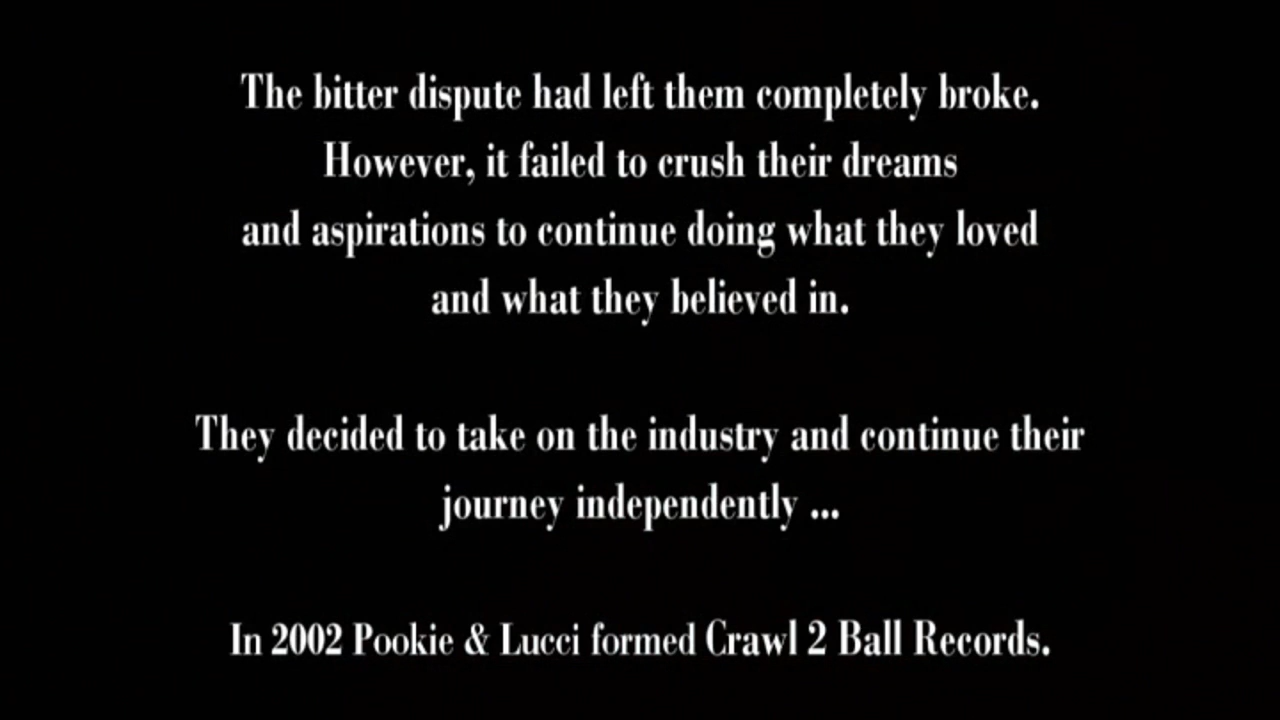 The bitter dispute had left them completely broke.
However, it failed to crush their dreams
and aspirations to continue doing what they loved
and what they believed in.
They decided to take on the industry and continue their
journey independently ...
In 2002 Pookie & Lucci formed Crawl 2 Ball Records.